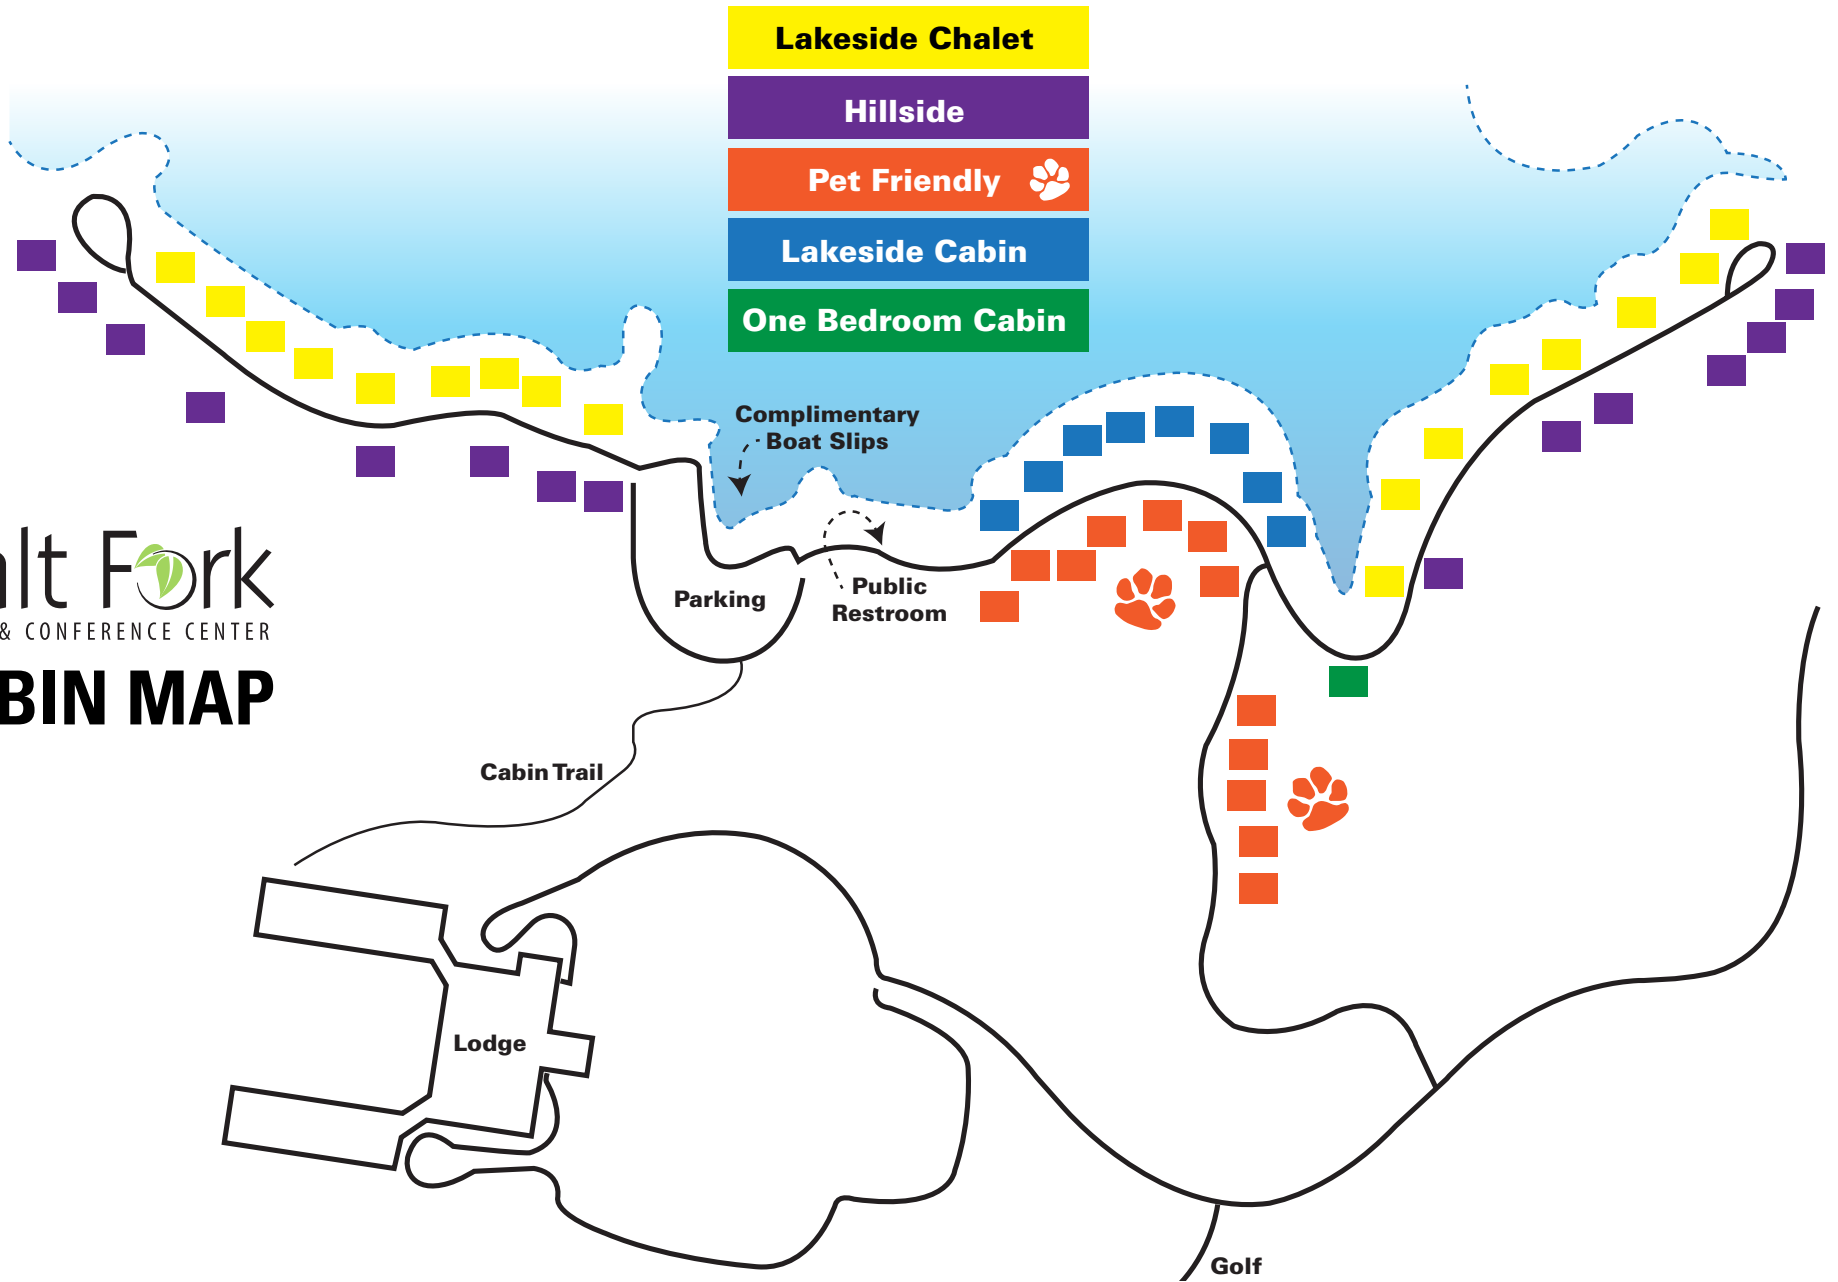 Lakeside Chalet
Hillside
Pet Friendly
Lakeside Cabin
One Bedroom Cabin
Complimentary
Boat Slips
Public
Restroom
Parking
alt Fork
& CONFERENCE CENTER
BIN MAP
Cabin Trail
Lodge
Golf